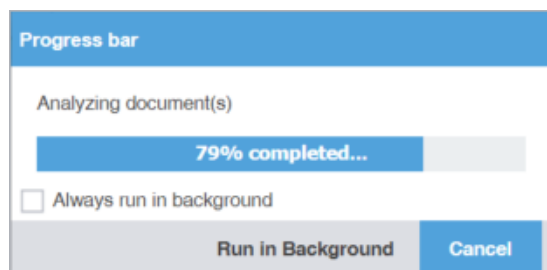 Progress bar
Analyzing document(s)
79% completed...
Always run in background
Run in Background Cancel